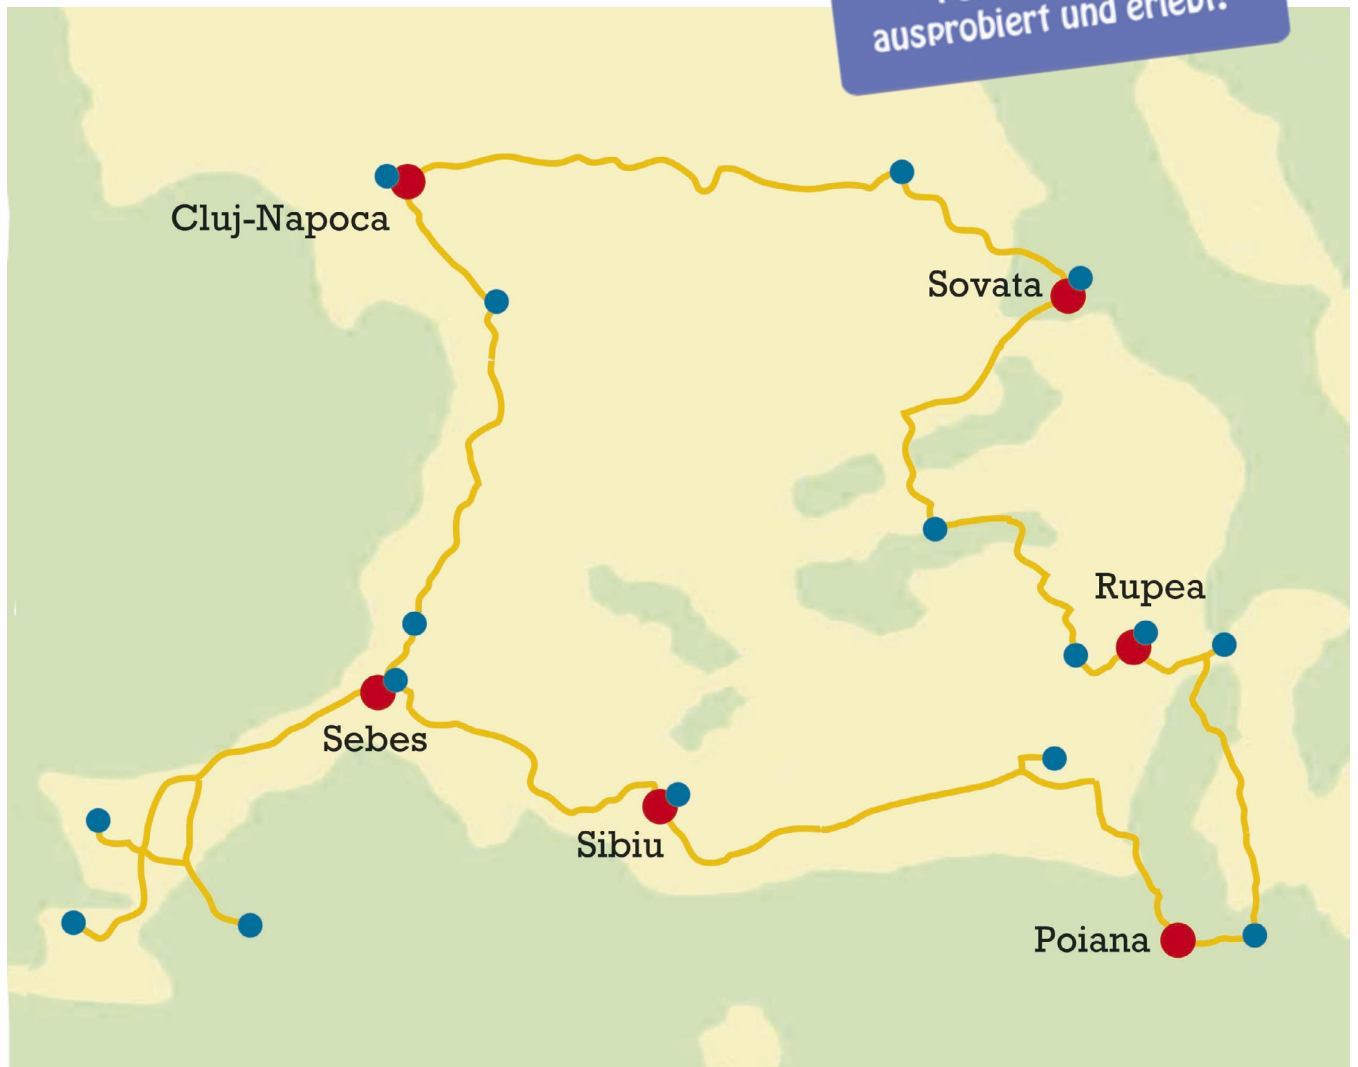 ausprobiert und erlebt!
Cluj-Napoca
Sovata
Rupea
Sebes
Sibiu
Poiana